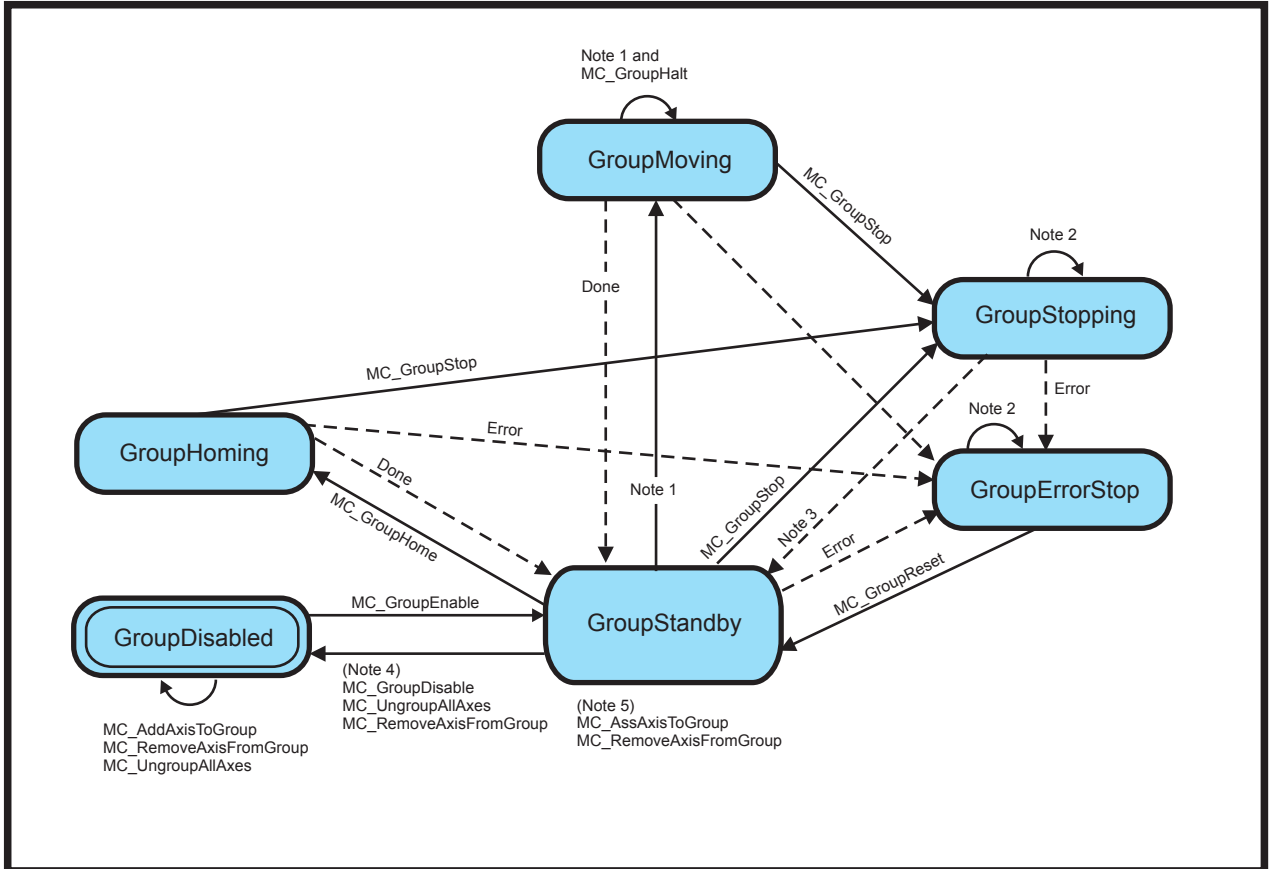 Note 1 and
MC_GroupHalt
GroupMoving
MC_GroupStop
Note 2
Done
GroupStopping
MC_GroupStop
Error
Note 2
Error
GroupHoming
Done
Note 1
MC_GroupStop
Note 3
GroupErrorStop
MC_GroupHome
Error
MC_GroupReset
MC_GroupEnable
GroupStandby
GroupDisabled
(Note 4)
MC_GroupDisable
MC_UngroupAllAxes
MC_RemoveAxisFromGroup
(Note 5)
MC_AssAxisToGroup
MC_RemoveAxisFromGroup
MC_AddAxisToGroup
MC_RemoveAxisFromGroup
MC_UngroupAllAxes